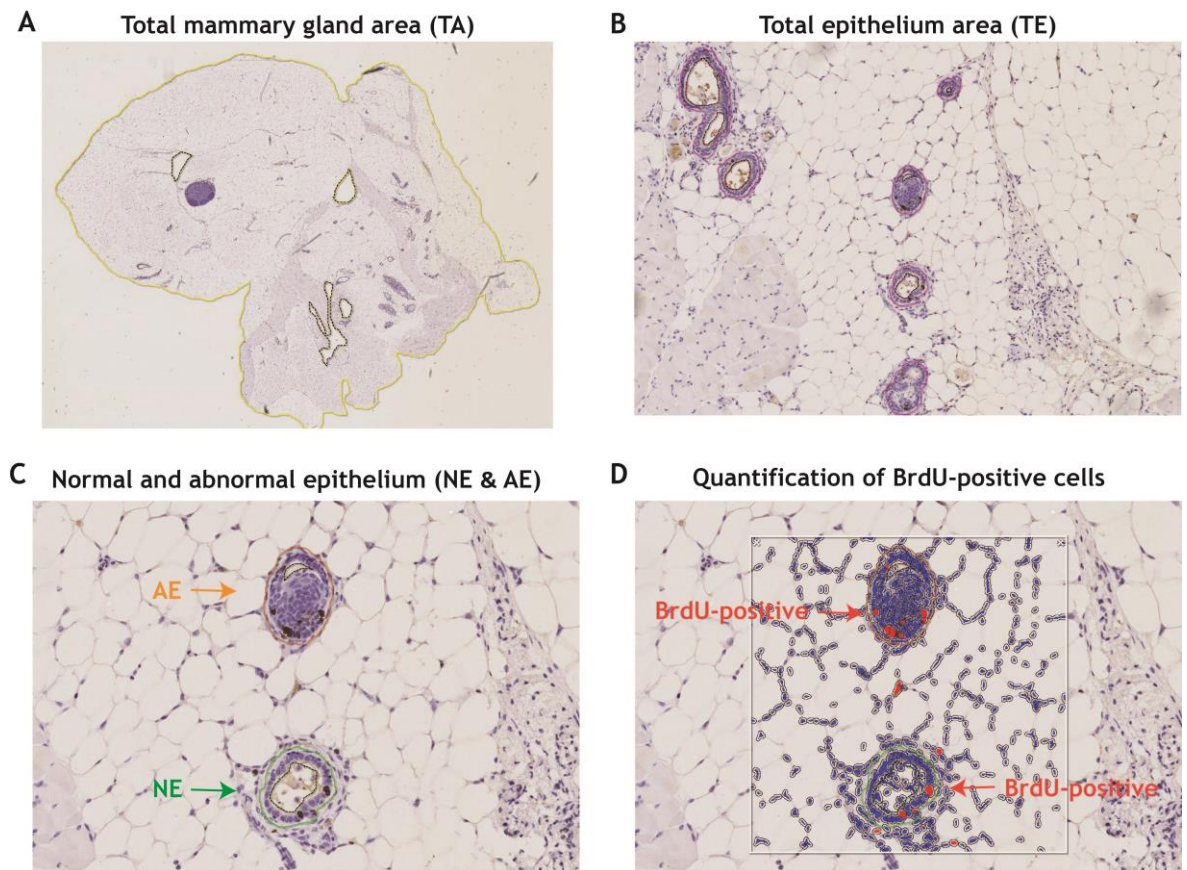 A
Total mammary gland area (TA)
B
Total epithelium area (TE)
C
Normal and abnormal epithelium (NE & AE)
AE
NE
D
Quantification of BrdU-positive cells
BrdU-positive
BrdU-positive